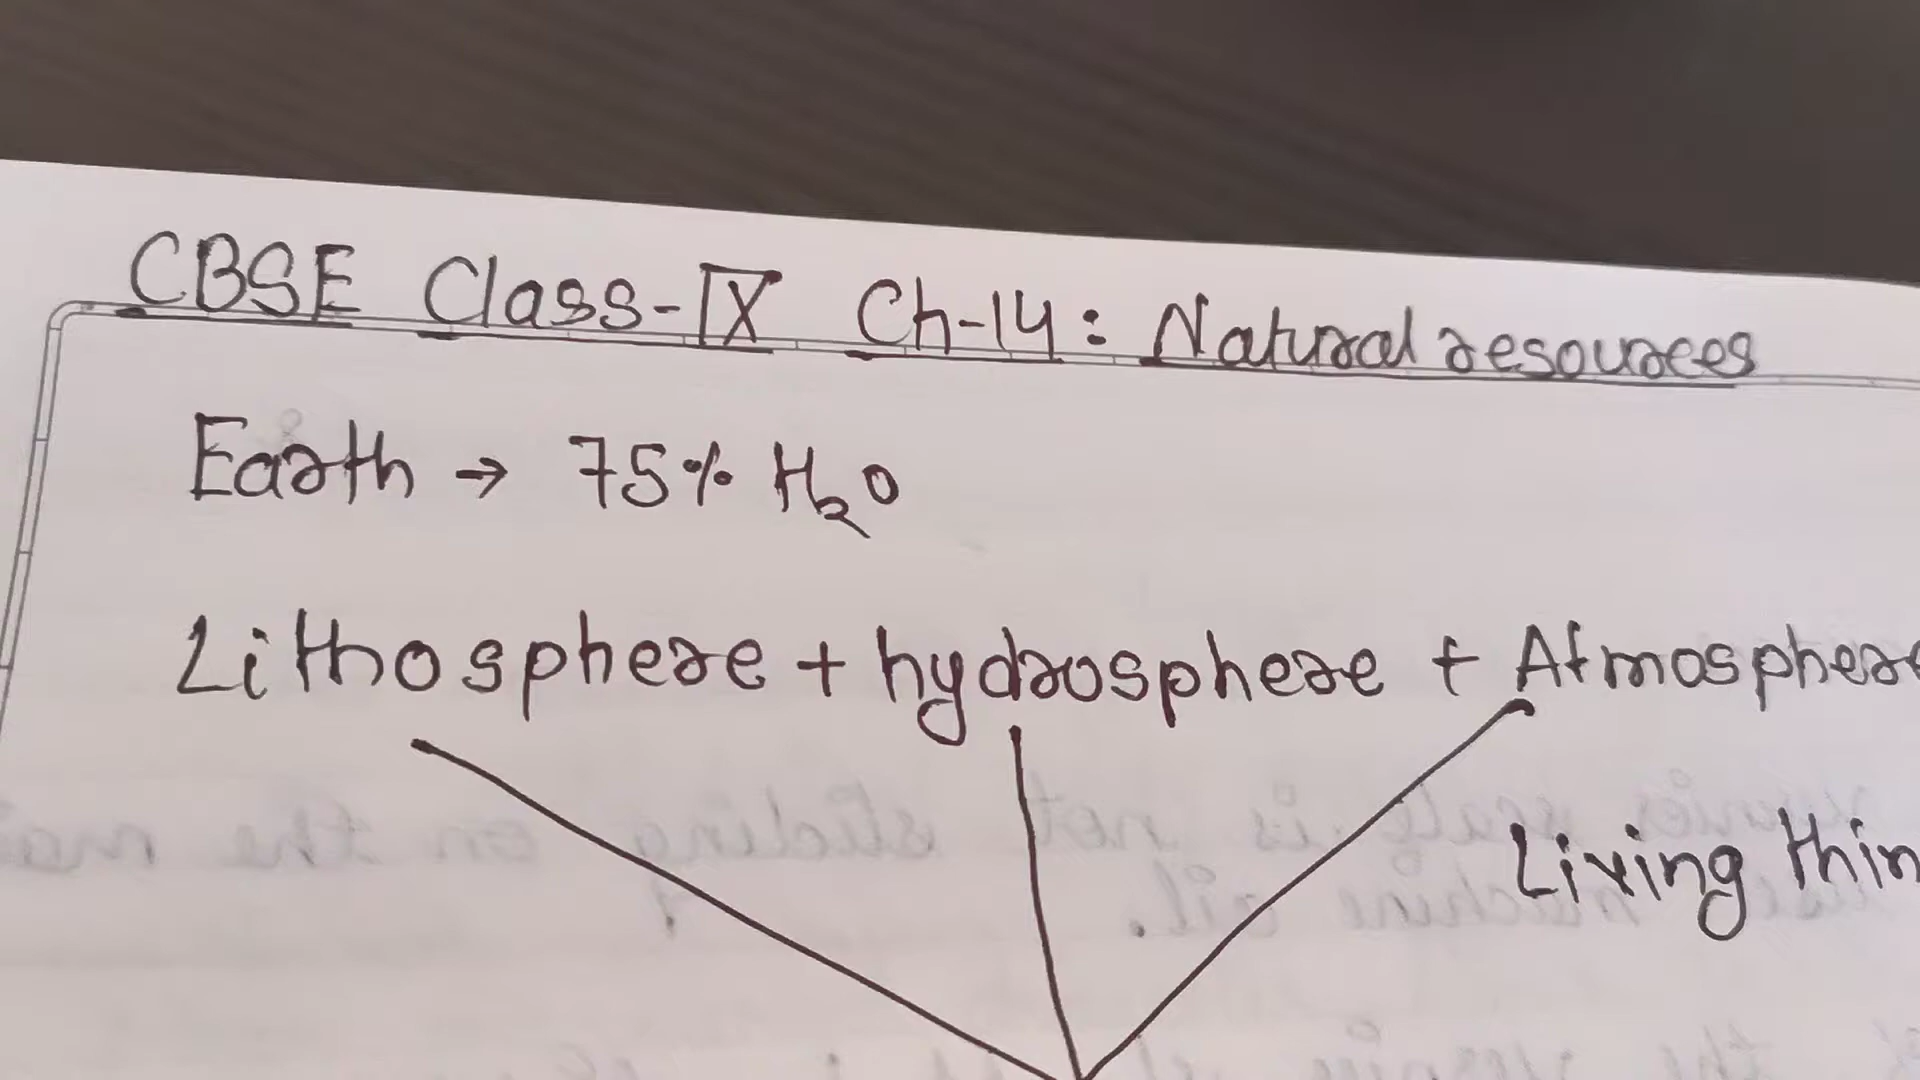 CBSE Class-IX Ch-14: Natural resources
Earth → 75% H₂O
Lithosphere + hydrosphere + Atmosphere
Living thin